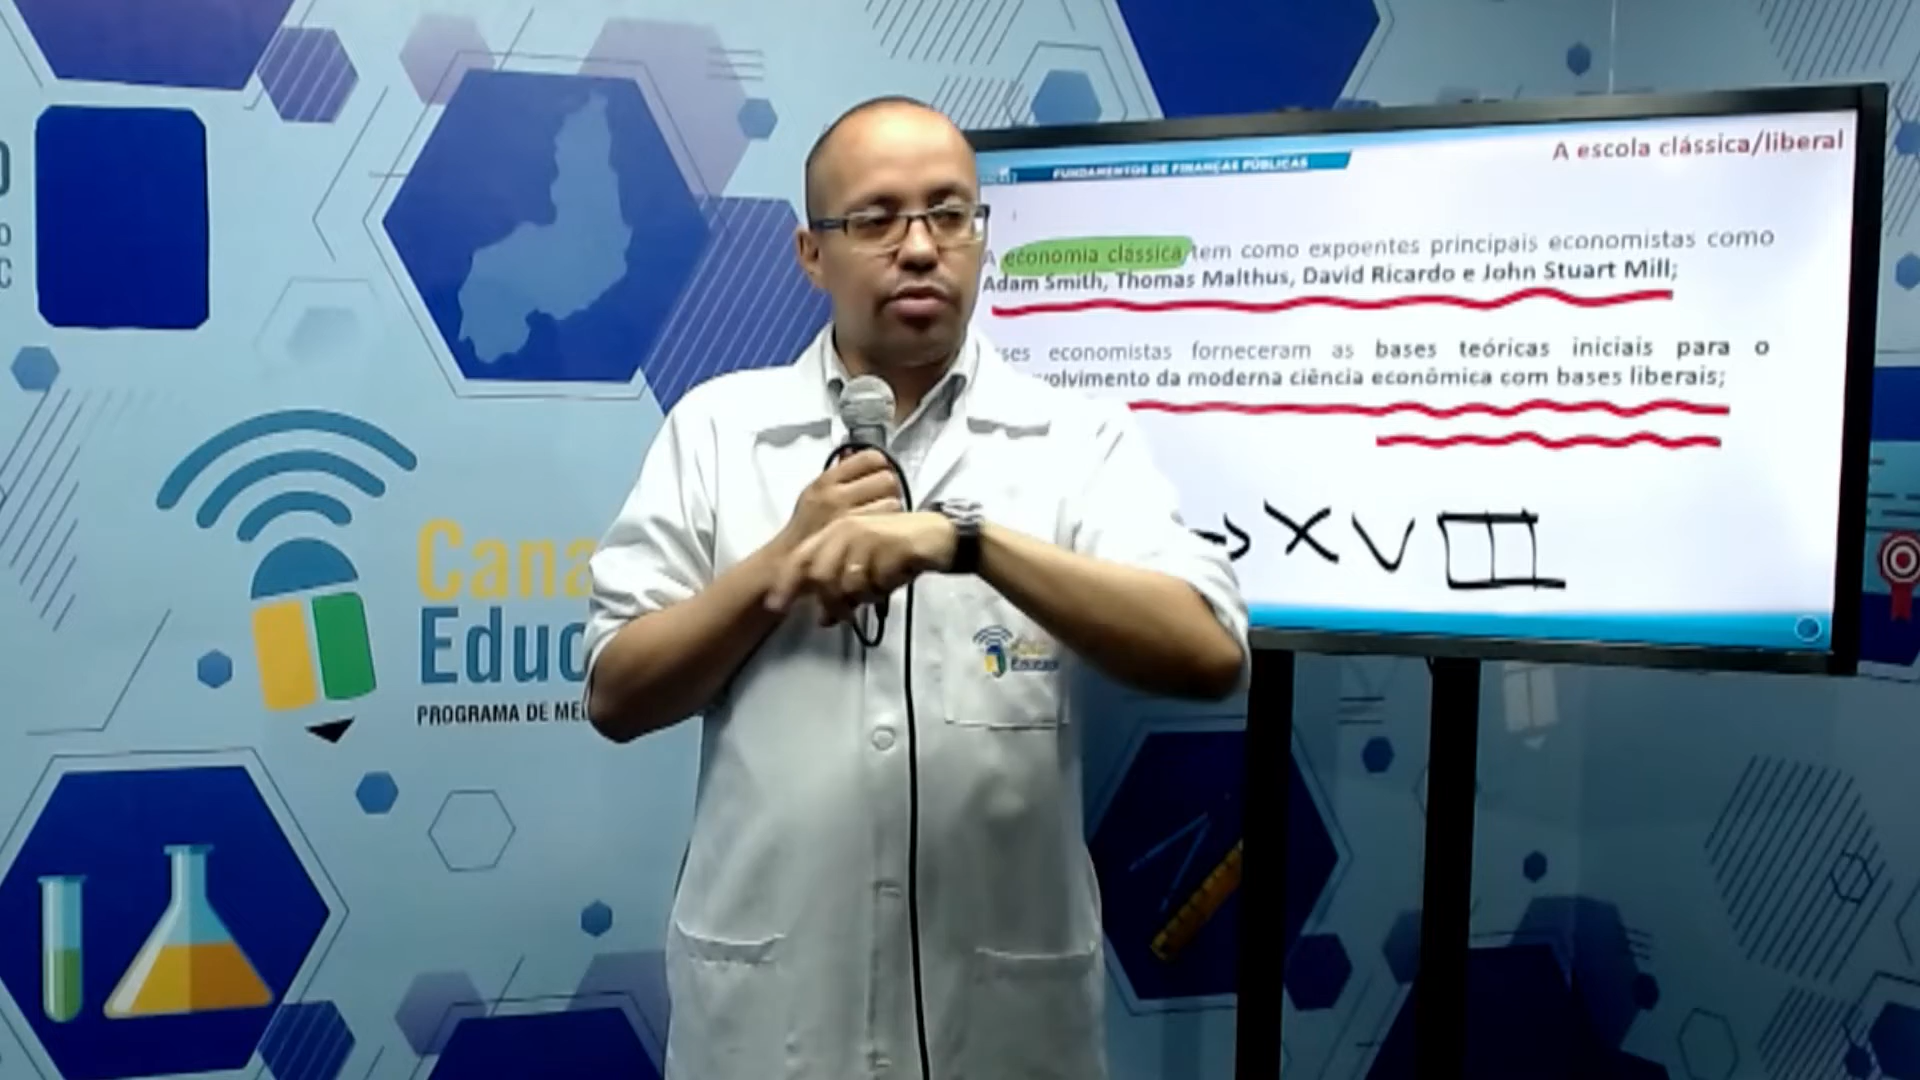 Cana
Educ
PROGRAMA DE ME
FUNDAMENTOS DE FINANÇAS PÚBLICAS
A escola clássica/liberal
A economia clássica tem como expoentes principais economistas como
Adam Smith, Thomas Malthus, David Ricardo e John Stuart Mill;
ses economistas forneceram as bases teóricas iniciais para o
volvimento da moderna ciência econômica com bases liberais;
→ XVIII